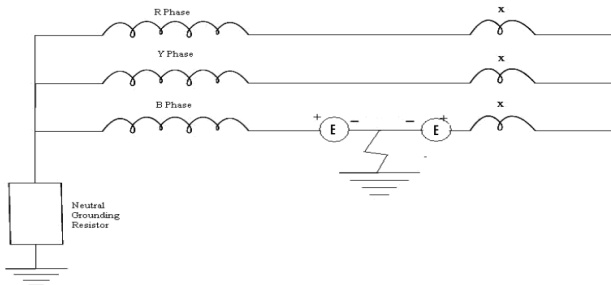 R Phase
x
Y Phase
x
B Phase
+
E
−
−
E
+
x
Neutral
Grounding
Resistor